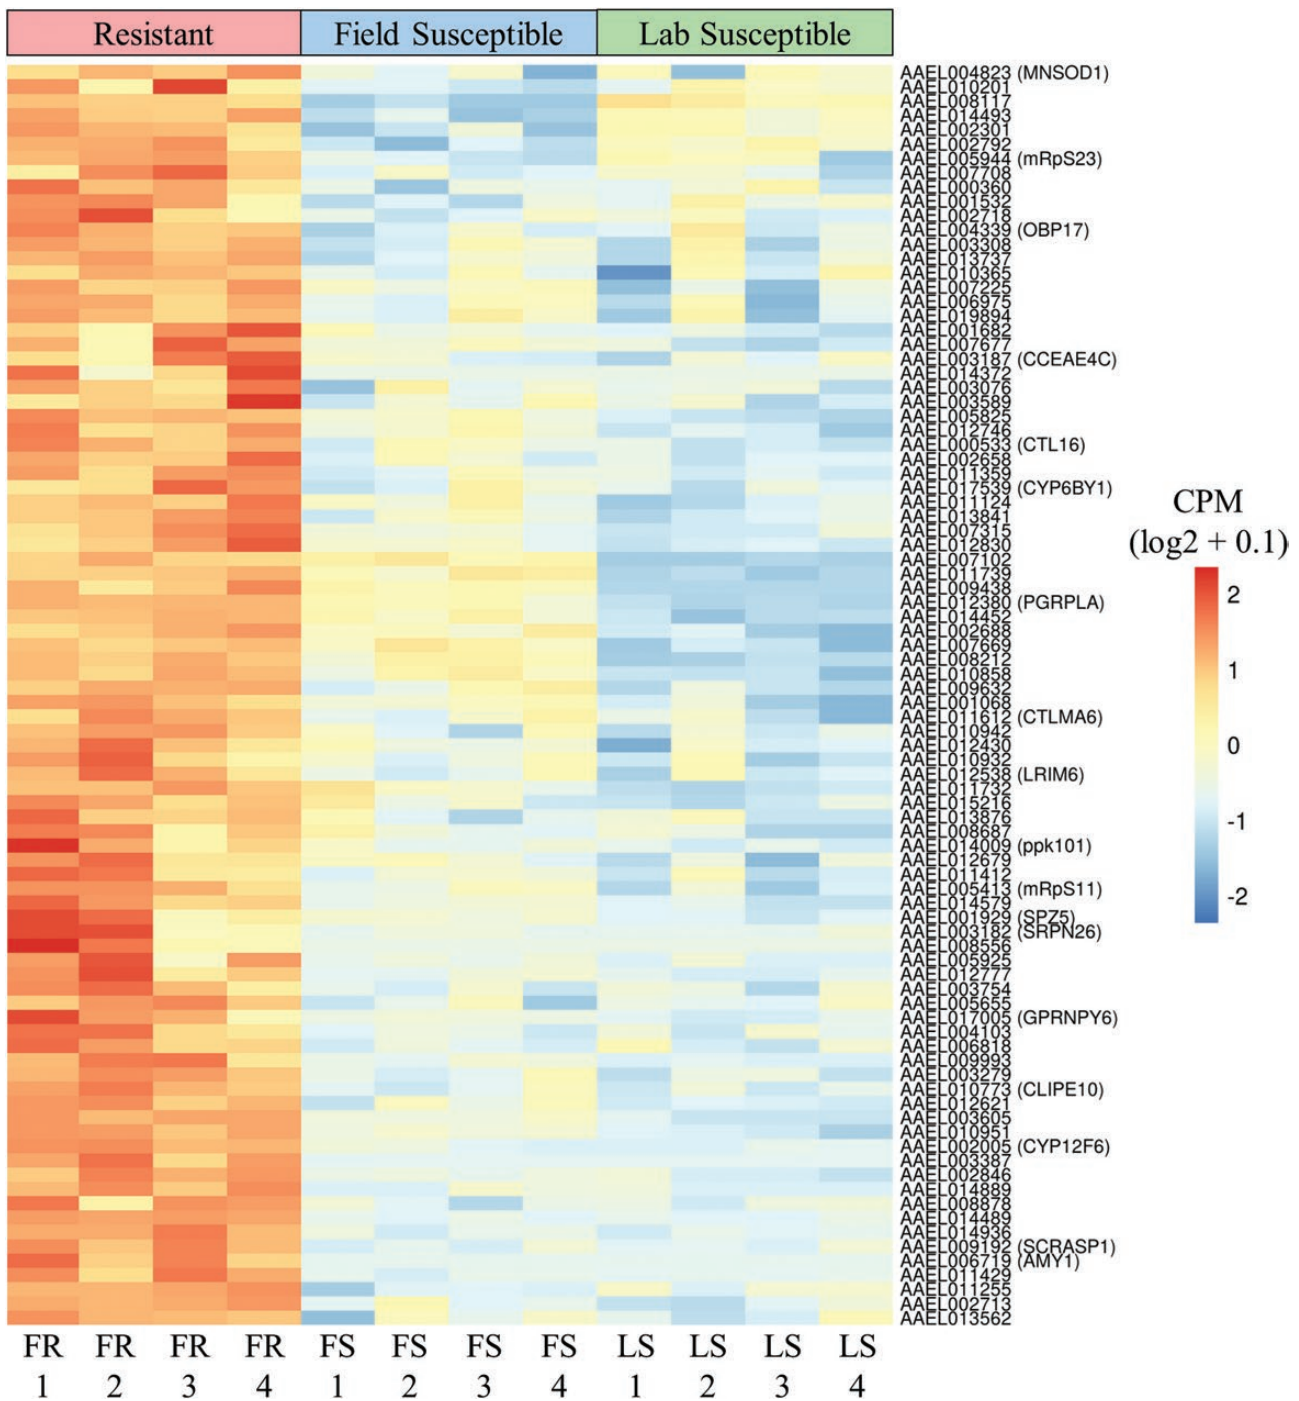 Resistant Field Susceptible Lab Susceptible
AAEL004823 (MNSOD1)
AAEL010201
AAEL008117
AAEL014493
AAEL002301
AAEL002792
AAEL005944 (mRpS23)
AAEL007708
AAEL000360
AAEL001532
AAEL002718
AAEL004339 (OBP17)
AAEL003308
AAEL013737
AAEL010365
AAEL007225
AAEL006975
AAEL019894
AAEL001682
AAEL007677
AAEL003187 (CCEAE4C)
AAEL014372
AAEL003076
AAEL003589
AAEL005825
AAEL012746
AAEL000533 (CTL16)
AAEL002658
AAEL011359
AAEL017539 (CYP6BY1)
AAEL011124
AAEL013841
AAEL007315
AAEL012830
AAEL007102
AAEL011739
AAEL009438
AAEL012380 (PGRPLA)
AAEL014452
AAEL002688
AAEL007669
AAEL008212
AAEL010858
AAEL009632
AAEL001068
AAEL011612 (CTLMA6)
AAEL010942
AAEL012430
AAEL010932
AAEL012538 (LRIM6)
AAEL011732
AAEL015216
AAEL013876
AAEL008687
AAEL014009 (ppk101)
AAEL012679
AAEL011412
AAEL005413 (mRpS11)
AAEL014579
AAEL001929 (SPZ5)
AAEL003182 (SRPN26)
AAEL008556
AAEL005925
AAEL012777
AAEL003754
AAEL005655
AAEL017005 (GPRNPY6)
AAEL004103
AAEL006818
AAEL009993
AAEL003279
AAEL010773 (CLIPE10)
AAEL012621
AAEL003605
AAEL010951
AAEL002005 (CYP12F6)
AAEL003387
AAEL002846
AAEL014889
AAEL008878
AAEL014489
AAEL014936
AAEL009192 (SCRASP1)
AAEL006719 (AMY1)
AAEL011429
AAEL011255
AAEL002713
AAEL013562
CPM
(log2 + 0.1)
2
1
0
-1
-2
FR FR FR FR FS FS FS FS LS LS LS LS
1 2 3 4 1 2 3 4 1 2 3 4